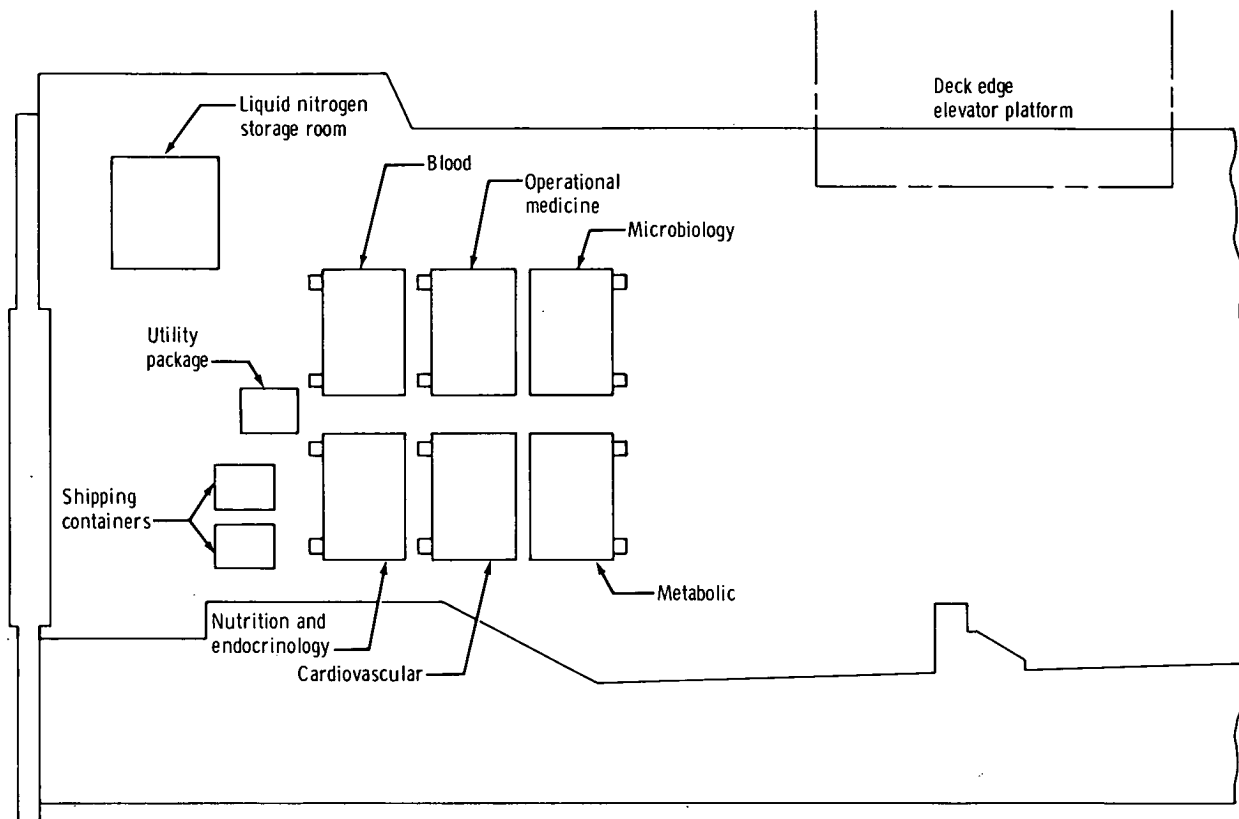 Deck edge
elevator platform
Liquid nitrogen
storage room
Blood
Operational
medicine
Microbiology
Utility
package
Shipping
containers
Metabolic
Nutrition and
endocrinology
Cardiovascular